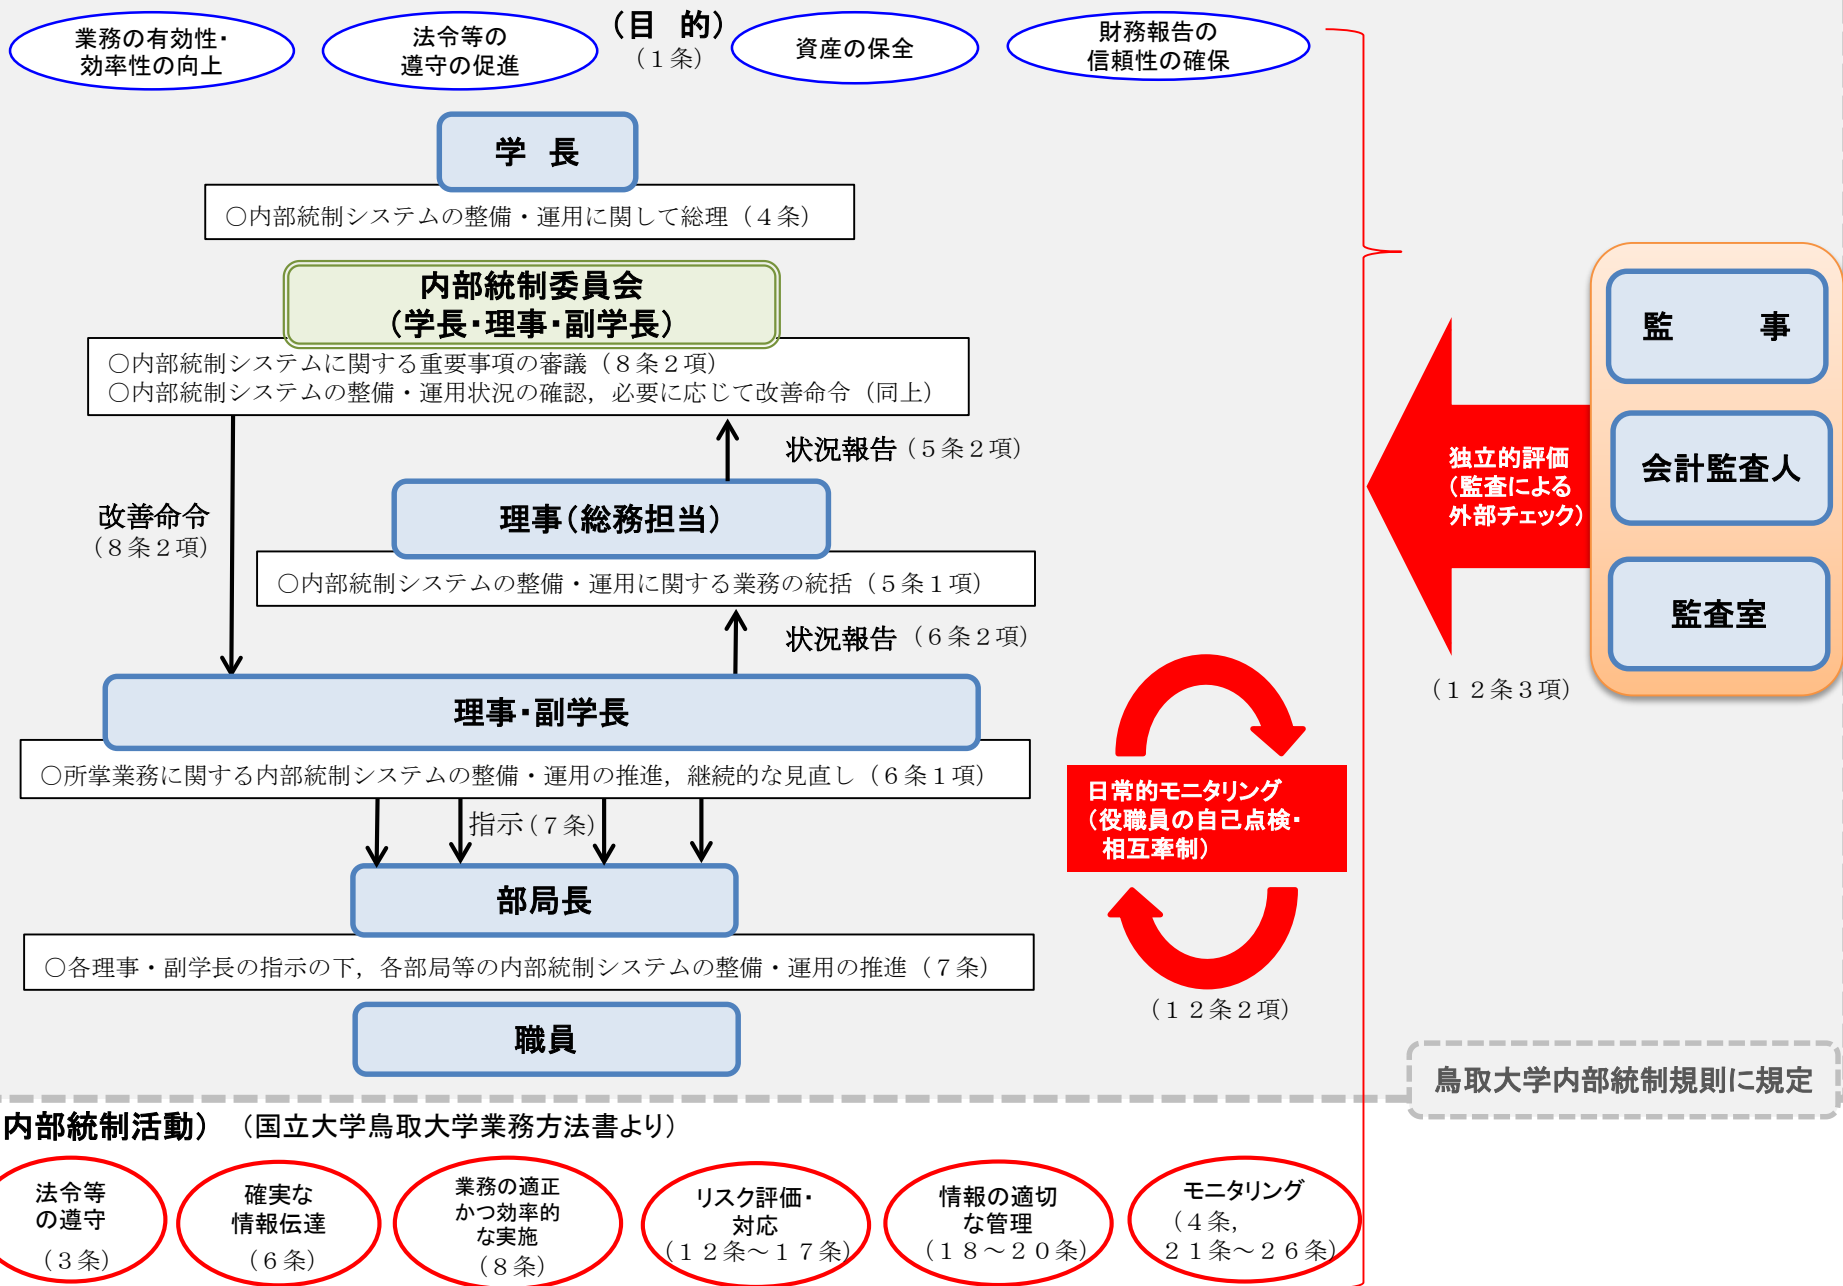 （目　的）
（１条）
業務の有効性・
効率性の向上
法令等の
遵守の促進
資産の保全
財務報告の
信頼性の確保
学　長
○内部統制システムの整備・運用に関して総理（４条）
内部統制委員会
（学長・理事・副学長）
○内部統制システムに関する重要事項の審議（８条２項）
○内部統制システムの整備・運用状況の確認，必要に応じて改善命令（同上）
状況報告（５条２項）
改善命令
（８条２項）
理事（総務担当）
○内部統制システムの整備・運用に関する業務の統括（５条１項）
状況報告（６条２項）
理事・副学長
○所掌業務に関する内部統制システムの整備・運用の推進，継続的な見直し（６条１項）
指示（７条）
部局長
○各理事・副学長の指示の下，各部局等の内部統制システムの整備・運用の推進（７条）
職員
日常的モニタリング
（役職員の自己点検・
相互牽制）
（１２条２項）
独立的評価
（監査による
外部チェック）
（１２条３項）
監　　事
会計監査人
監査室
鳥取大学内部統制規則に規定
内部統制活動）　（国立大学鳥取大学業務方法書より）
法令等
の遵守
（３条）
確実な
情報伝達
（６条）
業務の適正
かつ効率的
な実施
（８条）
リスク評価・
対応
（１２条～１７条）
情報の適切
な管理
（１８～２０条）
モニタリング
（４条，
２１条～２６条）